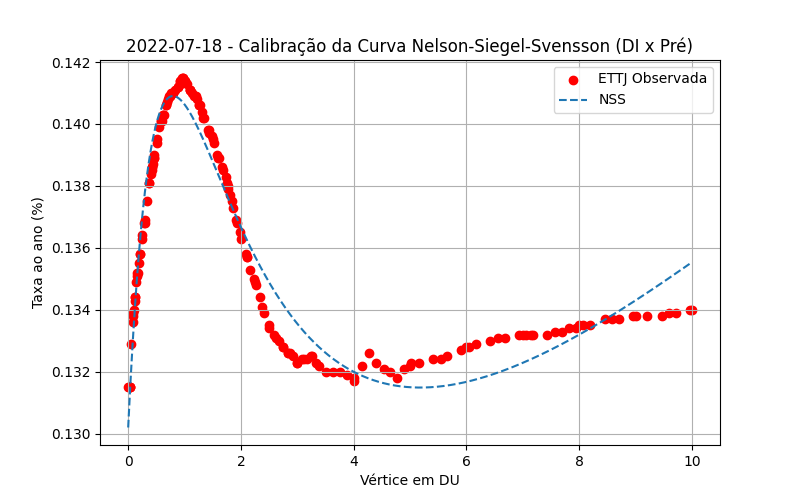 2022-07-18 - Calibração da Curva Nelson-Siegel-Svensson (DI x Pré)
ETTJ Observada
NSS
Taxa ao ano (%)
0.142
0.140
0.138
0.136
0.134
0.132
0.130
0 2 4 6 8 10
Vértice em DU